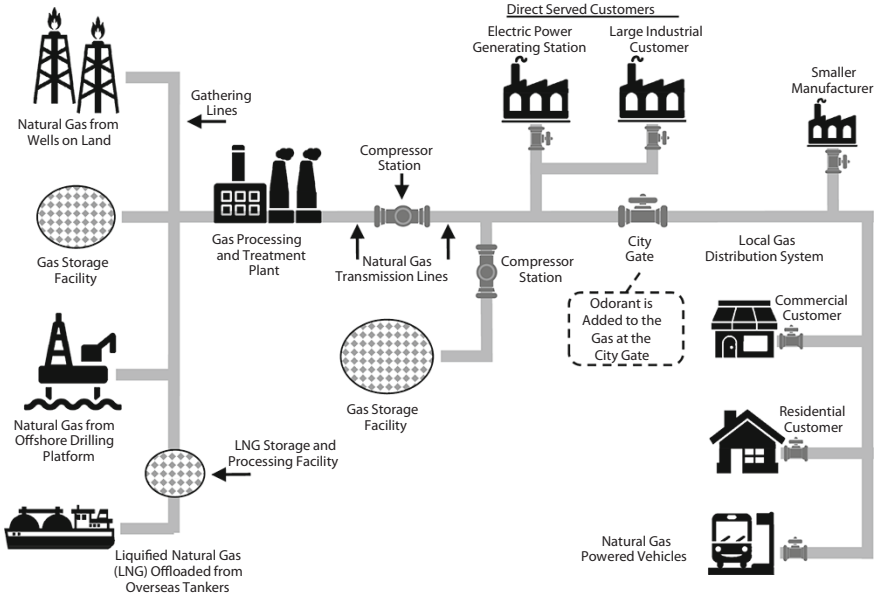 Direct Served Customers
Electric Power
Generating Station
Large Industrial
Customer
Smaller
Manufacturer
Natural Gas from
Wells on Land
Gathering
Lines
Compressor
Station
Gas Storage
Facility
Gas Processing
and Treatment
Plant
Natural Gas
Transmission Lines
Compressor
Station
City
Gate
Local Gas
Distribution System
Odorant is
Added to the
Gas at the
City Gate
Commercial
Customer
Gas Storage
Facility
Natural Gas from
Offshore Drilling
Platform
LNG Storage and
Processing Facility
Residential
Customer
Liquified Natural Gas
(LNG) Offloaded from
Overseas Tankers
Natural Gas
Powered Vehicles